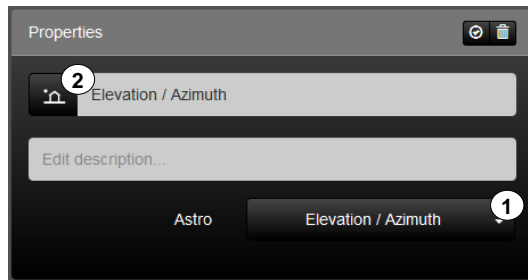 Properties
2
Elevation / Azimuth
Edit description...
1
Astro Elevation / Azimuth